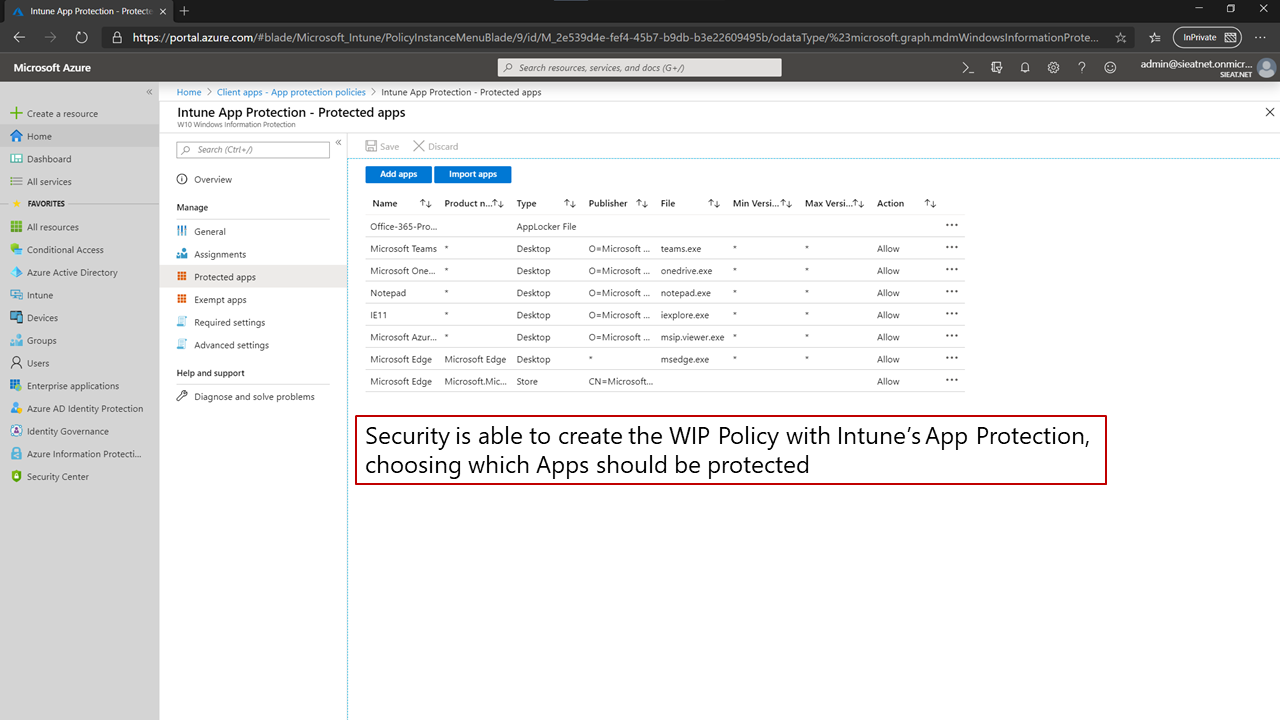 Intune App Protection - Protecte
https://portal.azure.com/#blade/Microsoft_Intune/PolicyInstanceMenuBlade/9/id/M_2e539d4e-fef4-45b7-b9db-b3e22609495b/odataType/%23microsoft.graph.mdmWindowsInformationProte...
InPrivate
Microsoft Azure
Search resources, services, and docs (G+/)
admin@sieatnet.onmicr...
SIEAT.NET
Create a resource
Home
Dashboard
All services
FAVORITES
All resources
Conditional Access
Azure Active Directory
Intune
Devices
Groups
Users
Enterprise applications
Azure AD Identity Protection
Identity Governance
Azure Information Protecti...
Security Center
Home > Client apps - App protection policies > Intune App Protection - Protected apps
Intune App Protection - Protected apps
W10 Windows Information Protection
Search (Ctrl+/)
Overview
Manage
General
Assignments
Protected apps
Exempt apps
Required settings
Advanced settings
Help and support
Diagnose and solve problems
Save Discard
Add apps Import apps
Name Product n... Type Publisher File Min Versi... Max Versi... Action
Office-365-Pro... AppLocker File ...
Microsoft Teams * Desktop O=Microsoft ... teams.exe * * Allow ...
Microsoft One... * Desktop O=Microsoft ... onedrive.exe * * Allow ...
Notepad * Desktop O=Microsoft ... notepad.exe * * Allow ...
IE11 * Desktop O=Microsoft ... iexplore.exe * * Allow ...
Microsoft Azur... * Desktop O=Microsoft ... msip.viewer.exe * * Allow ...
Microsoft Edge Microsoft Edge Desktop * msedge.exe * * Allow ...
Microsoft Edge Microsoft.Mic... Store CN=Microsoft... Allow ...
Security is able to create the WIP Policy with Intune's App Protection,
choosing which Apps should be protected